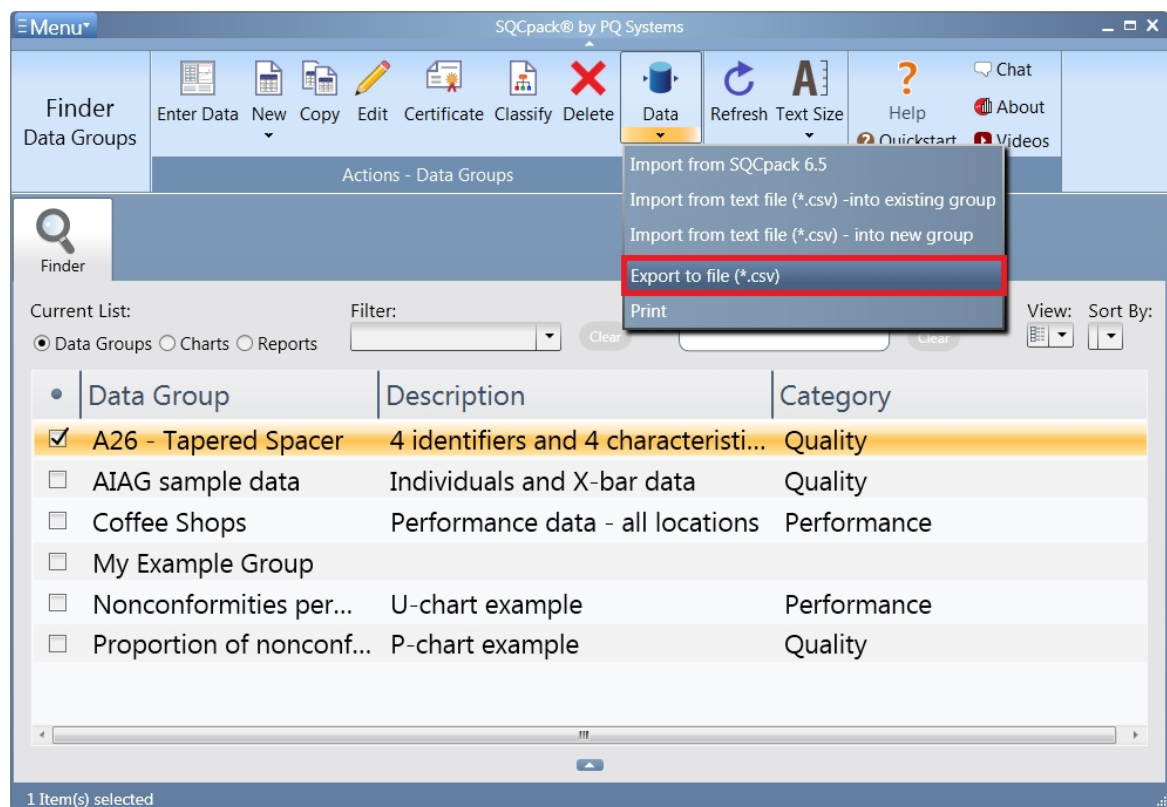 Menu
SQCpack® by PQ Systems
Finder
Data Groups
Enter Data New Copy Edit Certificate Classify Delete Data Refresh Text Size Help
Chat
About
Quickstart Videos
Actions - Data Groups
Import from SQCpack 6.5
Import from text file (*.csv) -into existing group
Import from text file (*.csv) - into new group
Export to file (*.csv)
Print
Finder
Current List: Filter: View: Sort By:
Data Groups Charts Reports Clear Clear
Data Group Description Category
A26 - Tapered Spacer 4 identifiers and 4 characteristi... Quality
AIAG sample data Individuals and X-bar data Quality
Coffee Shops Performance data - all locations Performance
My Example Group
Nonconformities per... U-chart example Performance
Proportion of nonconf... P-chart example Quality
1 Item(s) selected